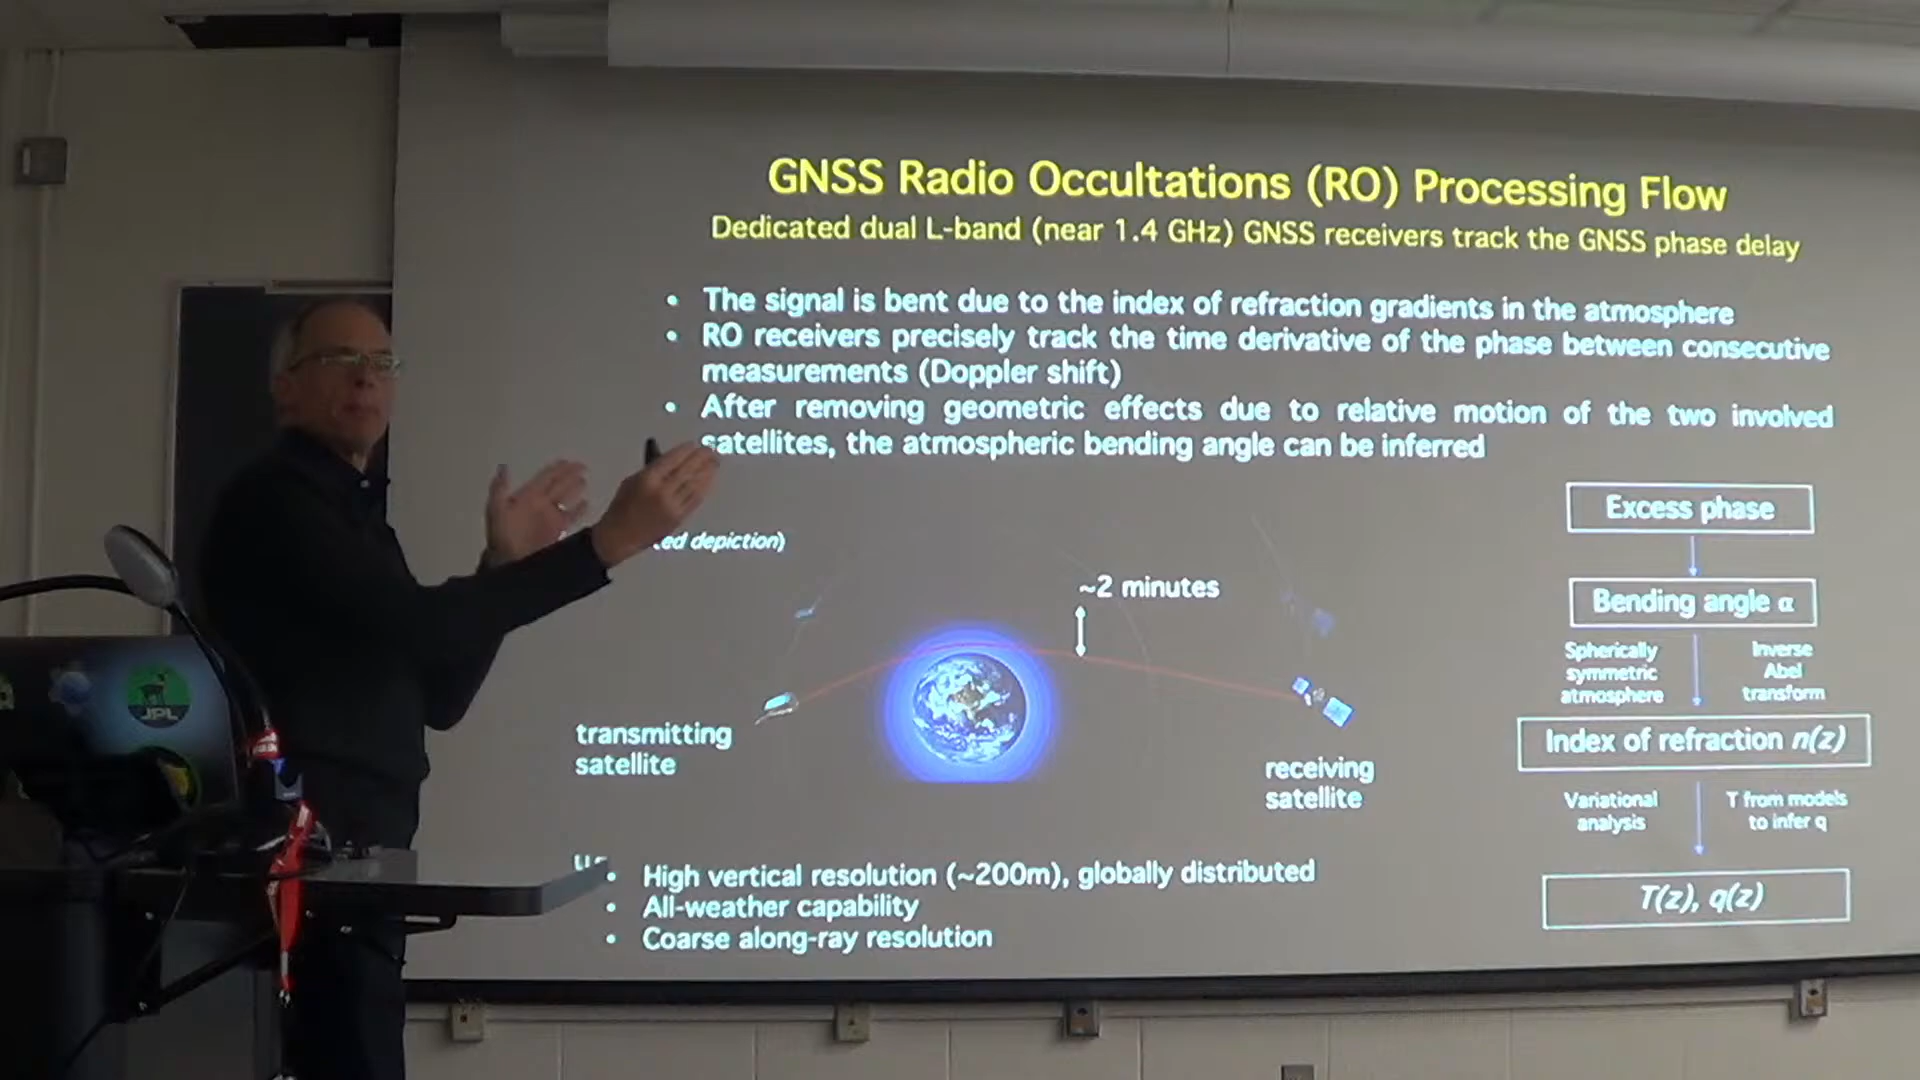 GNSS Radio Occultations (RO) Processing Flow
Dedicated dual L-band (near 1.4 GHz) GNSS receivers track the GNSS phase delay
• The signal is bent due to the index of refraction gradients in the atmosphere
• RO receivers precisely track the time derivative of the phase between consecutive
measurements (Doppler shift)
• After removing geometric effects due to relative motion of the two involved
satellites, the atmospheric bending angle can be inferred
depiction)
~2 minutes
transmitting
satellite
receiving
satellite
Excess phase
Bending angle α
Spherically
symmetric
atmosphere
Inverse
Abel
transform
Index of refraction n(z)
Variational
analysis
T from models
to infer q
T(z), q(z)
• High vertical resolution (~200m), globally distributed
• All-weather capability
• Coarse along-ray resolution
JPL